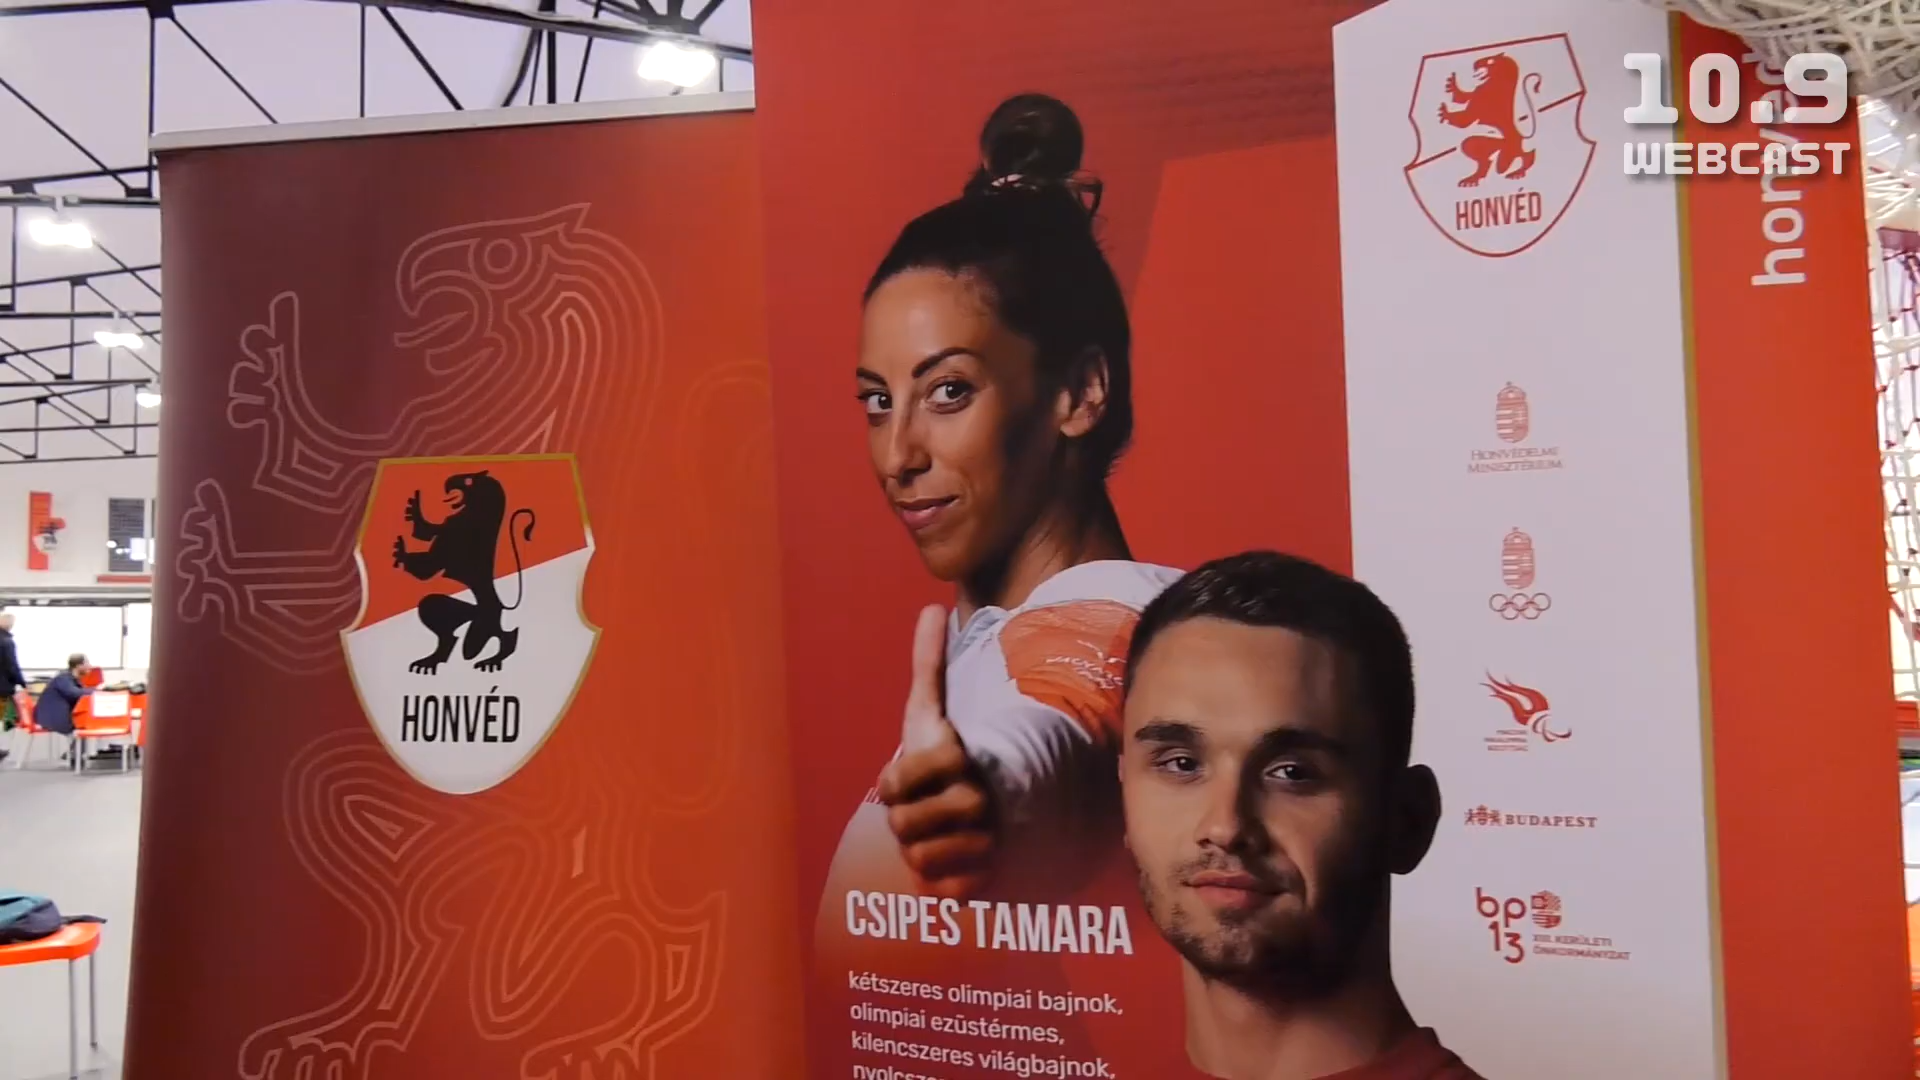 10.9
WEBCAST
honvéd
HONVÉD
HONVÉDELMI
MINISZTÉRIUM
BUDAPEST
bp
13
XIII. KERÜLETI
ÖNKORMÁNYZAT
HONVÉD
CSIPES TAMARA
kétszeres olimpiai bajnok,
olimpiai ezüstérmes,
kilencszeres világbajnok,